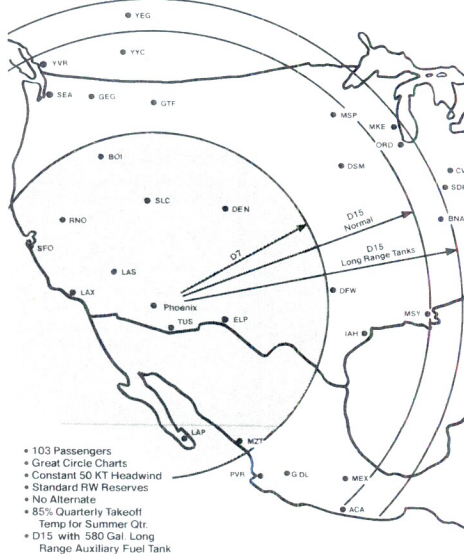 YEG
YYC
YVR
SEA
GEG
GTF
MSP
MKE
ORD
BOI
DSM
SLC
DEN
RNO
BNA
D15
Normal
D7
D15
Long Range Tanks
SFO
LAS
LAX
DFW
Phoenix
MSY
TUS
ELP
IAH
LAP
MZT
PVR
GDL
MEX
ACA
• 103 Passengers
• Great Circle Charts
• Constant 50 KT Headwind
• Standard RW Reserves
• No Alternate
• 85% Quarterly Takeoff
Temp for Summer Qtr.
• D15 with 580 Gal. Long
Range Auxiliary Fuel Tank